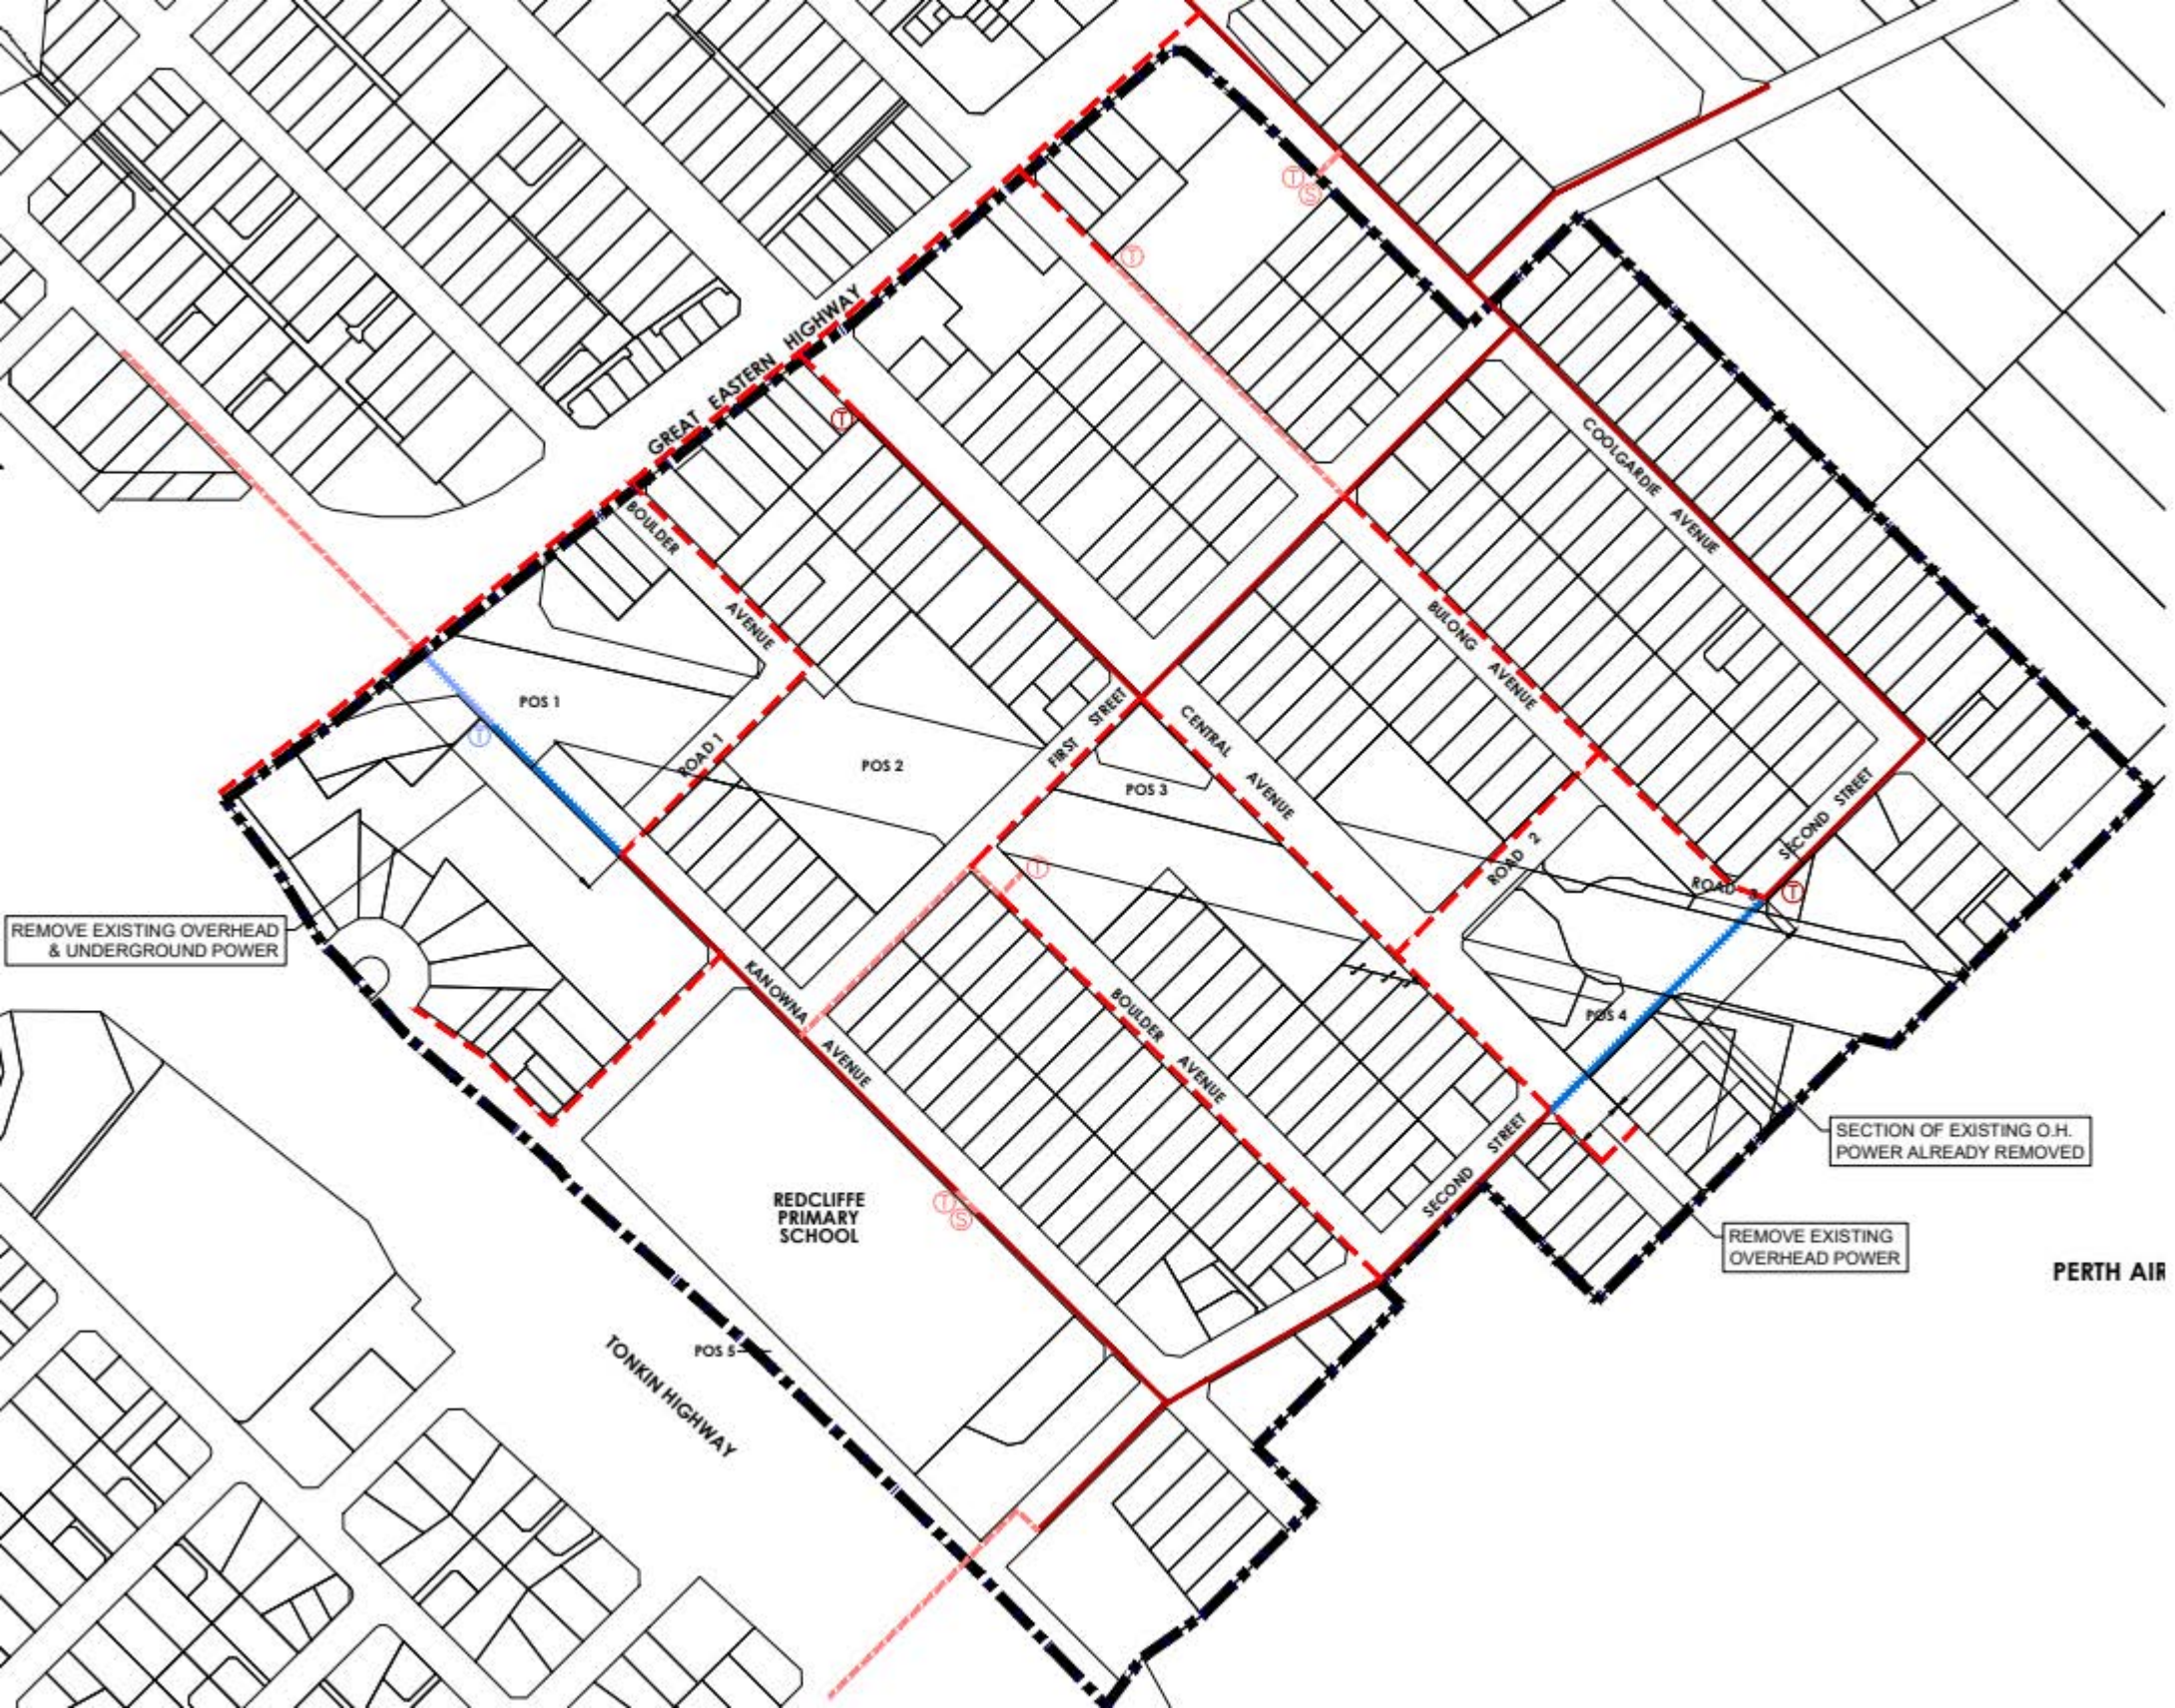 GREAT EASTERN HIGHWAY
COOLGARDIE AVENUE
BOULDER AVENUE
BULONG AVENUE
POS 1
ROAD 1
POS 2
FIRST STREET
POS 3
CENTRAL AVENUE
ROAD 2
SECOND STREET
ROAD 3
T
S
T
T
T
T
T
T
S
REMOVE EXISTING OVERHEAD
& UNDERGROUND POWER
KANOWNA AVENUE
BOULDER AVENUE
POS 4
SECOND STREET
SECTION OF EXISTING O.H.
POWER ALREADY REMOVED
REMOVE EXISTING
OVERHEAD POWER
REDCLIFFE
PRIMARY
SCHOOL
PERTH AIR
POS 5
TONKIN HIGHWAY